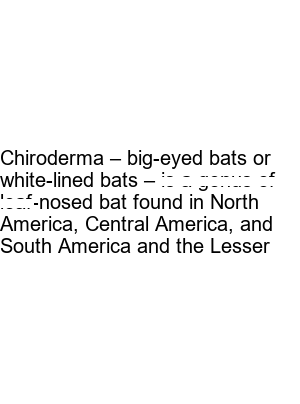 Chiroderma – big-eyed bats or
white-lined bats –
-nosed bat found in North
America, Central America, and
South America and the Lesser